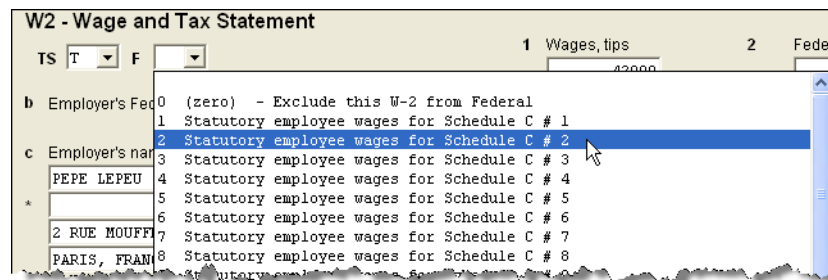 W2 - Wage and Tax Statement
1 Wages, tips 2 Fede
TS T F
b Employer's Fed
0 (zero) - Exclude this W-2 from Federal
1 Statutory employee wages for Schedule C # 1
2 Statutory employee wages for Schedule C # 2
c Employer's nar
3 Statutory employee wages for Schedule C # 3
PEPE LEPEU
4 Statutory employee wages for Schedule C # 4
*
5 Statutory employee wages for Schedule C # 5
6 Statutory employee wages for Schedule C # 6
2 RUE MOUFF
7 Statutory employee wages for Schedule C # 7
PARIS, FRAN
8 Statutory employee wages for Schedule C # 8